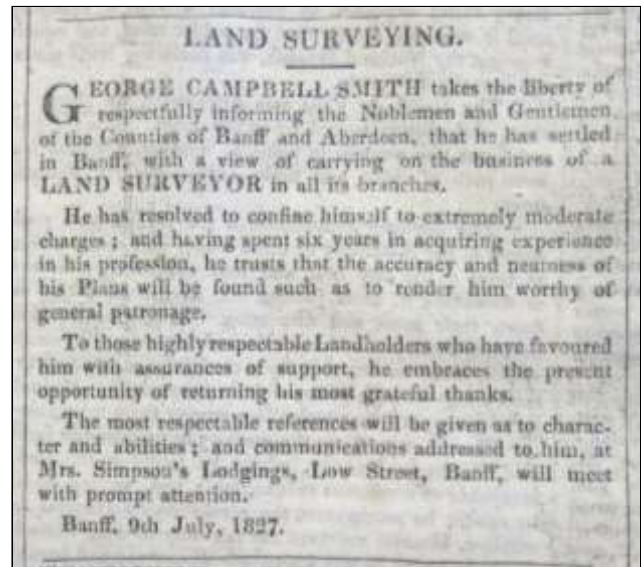 LAND SURVEYING.
GEORGE CAMPBELL SMITH takes the liberty of
respectfully informing the Noblemen and Gentlemen
of the Counties of Banff and Aberdeen, that he has settled
in Banff, with a view of carrying on the business of a
LAND SURVEYOR in all its branches.
He has resolved to confine himself to extremely moderate
charges ; and having spent six years in acquiring experience
in his profession, he trusts that the accuracy and neatness of
his Plans will be found such as to render him worthy of
general patronage.
To those highly respectable Landholders who have favoured
him with assurances of support, he embraces the present
opportunity of returning his most grateful thanks.
The most respectable references will be given as to charac-
ter and abilities ; and communications addressed to him, at
Mrs. Simpson's Lodgings, Low Street, Banff, will meet
with prompt attention.
Banff, 9th July, 1827.